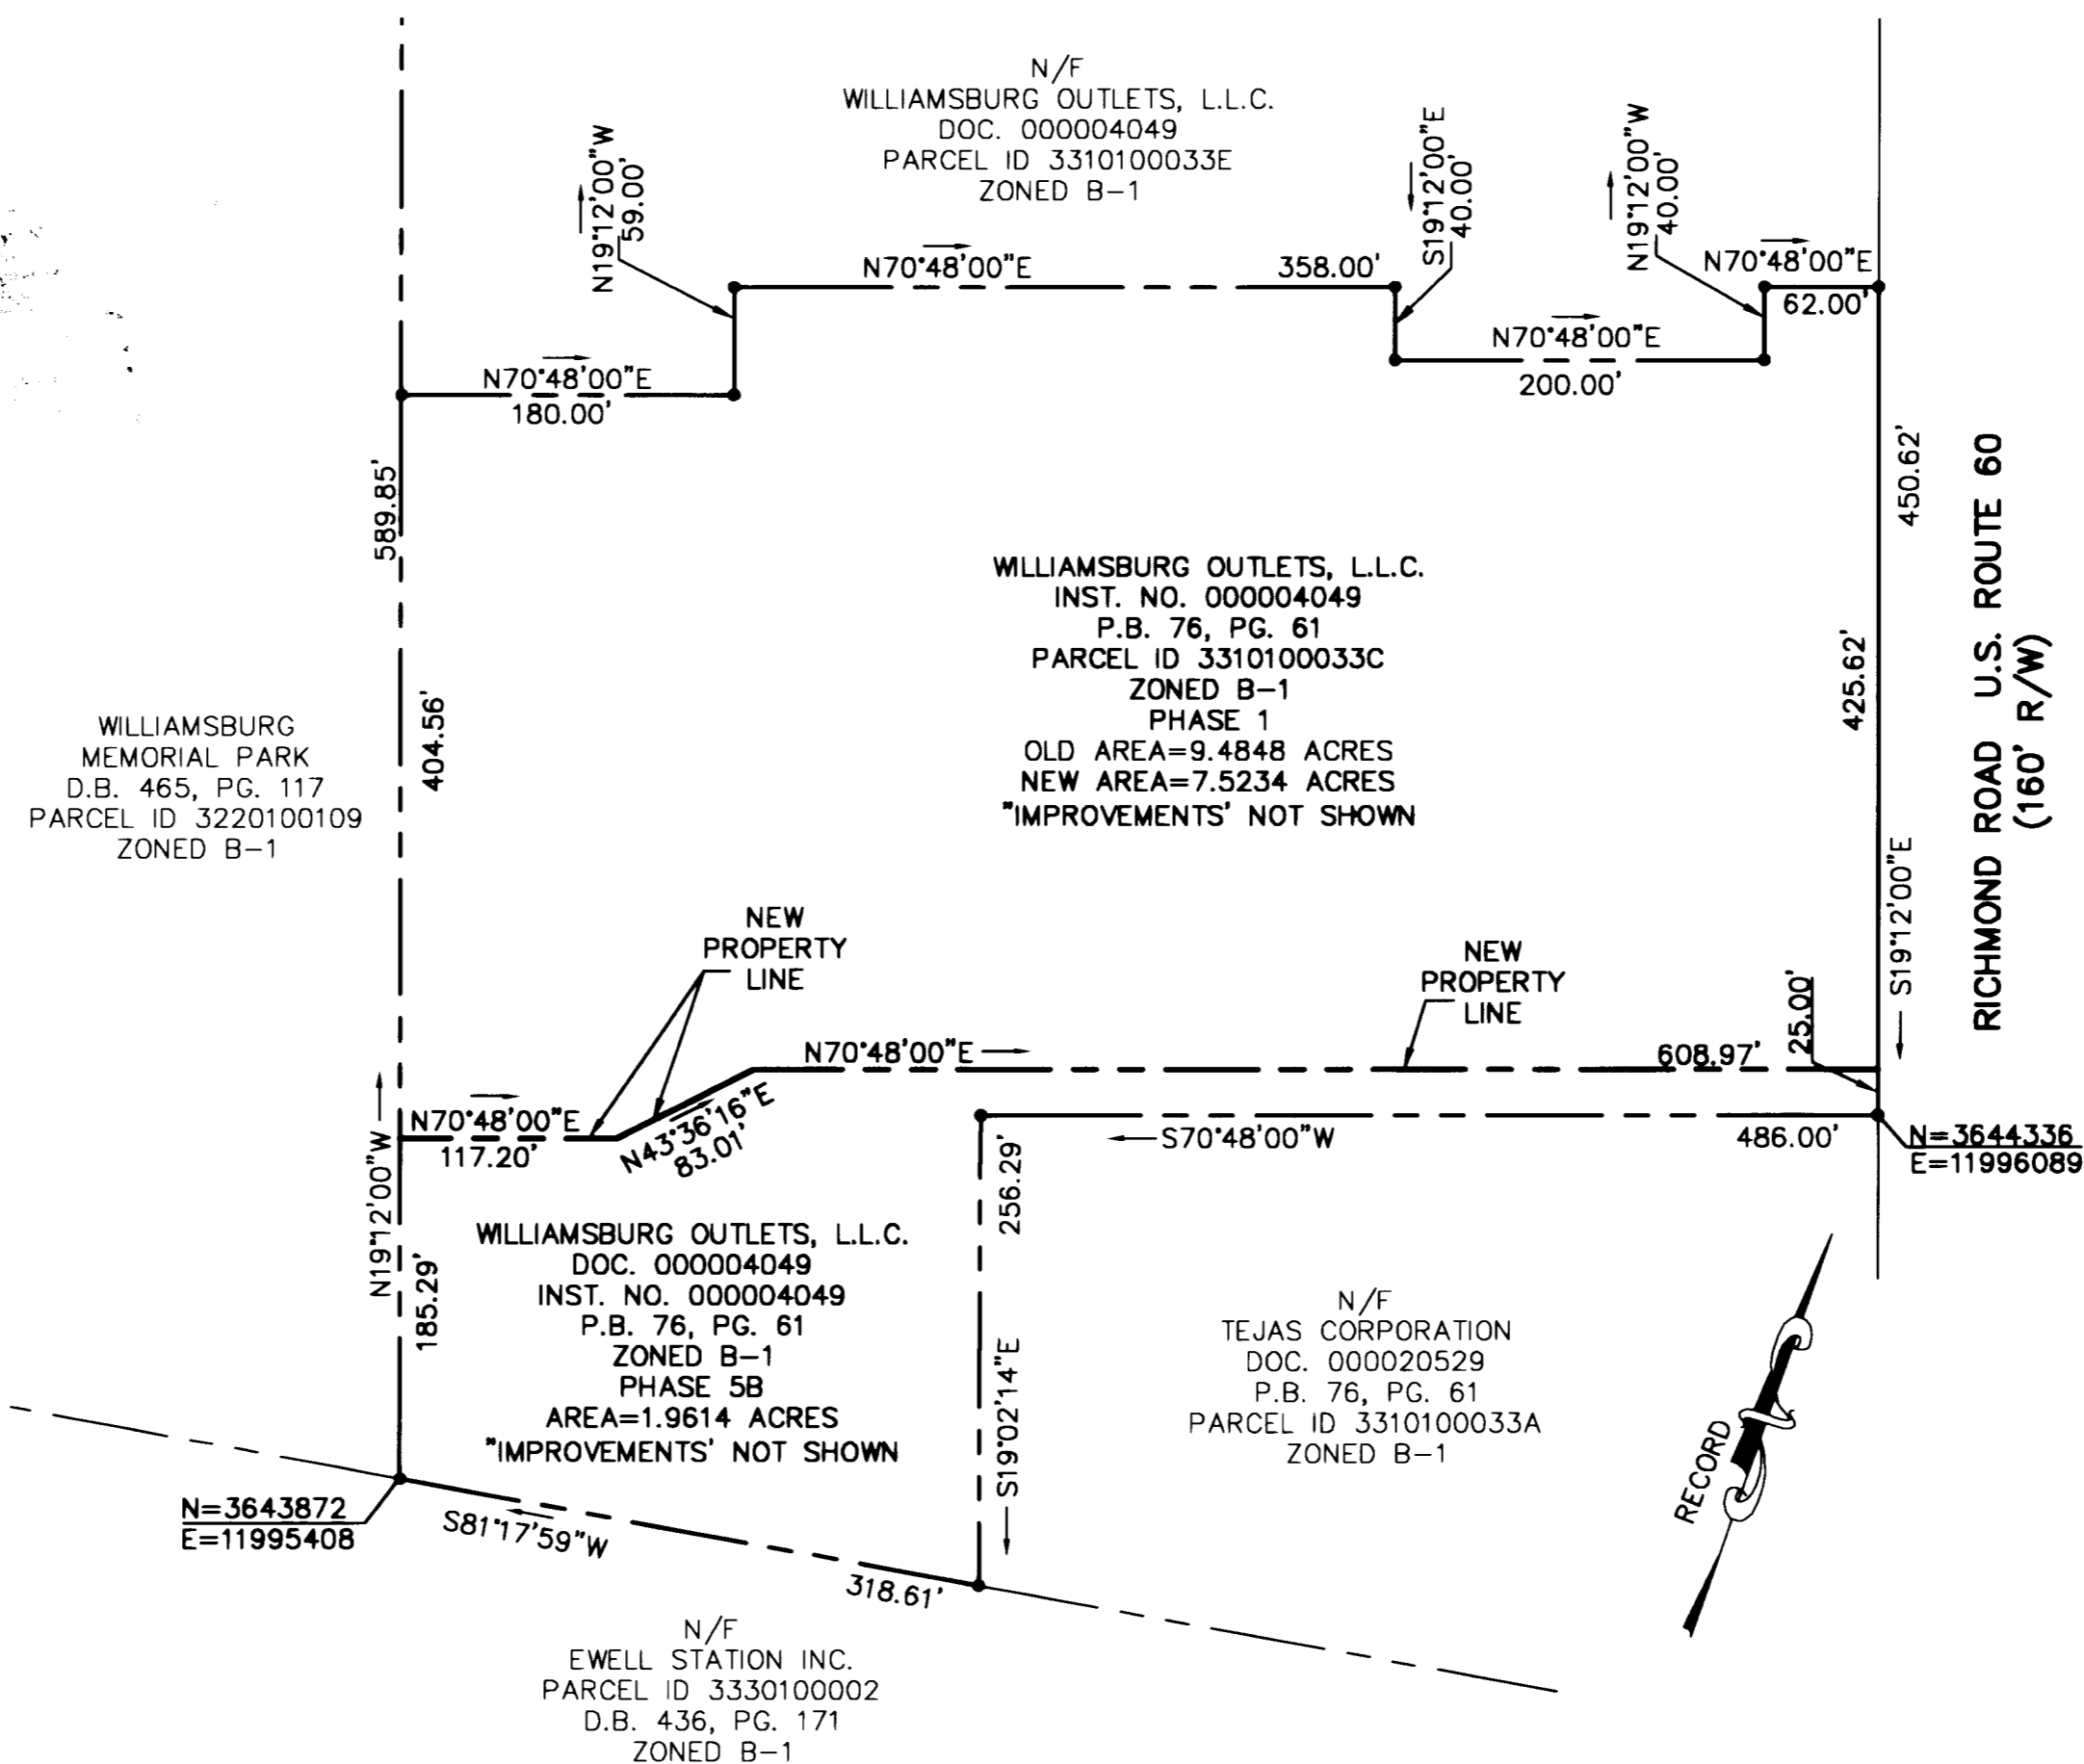 N/F
WILLIAMSBURG OUTLETS, L.L.C.
DOC. 000004049
PARCEL ID 3310100033E
ZONED B-1
N19°12'00"W
59.00'
S19°12'00"E
40.00'
N19°12'00"W
40.00'
N70°48'00"E
358.00'
N70°48'00"E
62.00'
N70°48'00"E
200.00'
N70°48'00"E
180.00'
589.85'
404.56'
450.62'
425.62'
S19°12'00"E
RICHMOND ROAD U.S. ROUTE 60
(160' R/W)
WILLIAMSBURG OUTLETS, L.L.C.
INST. NO. 000004049
P.B. 76, PG. 61
PARCEL ID 3310100033C
ZONED B-1
PHASE 1
OLD AREA=9.4848 ACRES
NEW AREA=7.5234 ACRES
"IMPROVEMENTS' NOT SHOWN
WILLIAMSBURG
MEMORIAL PARK
D.B. 465, PG. 117
PARCEL ID 3220100109
ZONED B-1
NEW
PROPERTY
LINE
NEW
PROPERTY
LINE
25.00'
N70°48'00"E
608.97'
N70°48'00"E
117.20'
N43°36'16"E
83.01'
S70°48'00"W
486.00'
N=3644336
E=11996089
N19°12'00"W
185.29'
256.29'
S19°02'14"E
WILLIAMSBURG OUTLETS, L.L.C.
DOC. 000004049
INST. NO. 000004049
P.B. 76, PG. 61
ZONED B-1
PHASE 5B
AREA=1.9614 ACRES
"IMPROVEMENTS' NOT SHOWN
N/F
TEJAS CORPORATION
DOC. 000020529
P.B. 76, PG. 61
PARCEL ID 3310100033A
ZONED B-1
RECORD
N=3643872
E=11995408
S81°17'59"W
318.61'
N/F
EWELL STATION INC.
PARCEL ID 3330100002
D.B. 436, PG. 171
ZONED B-1